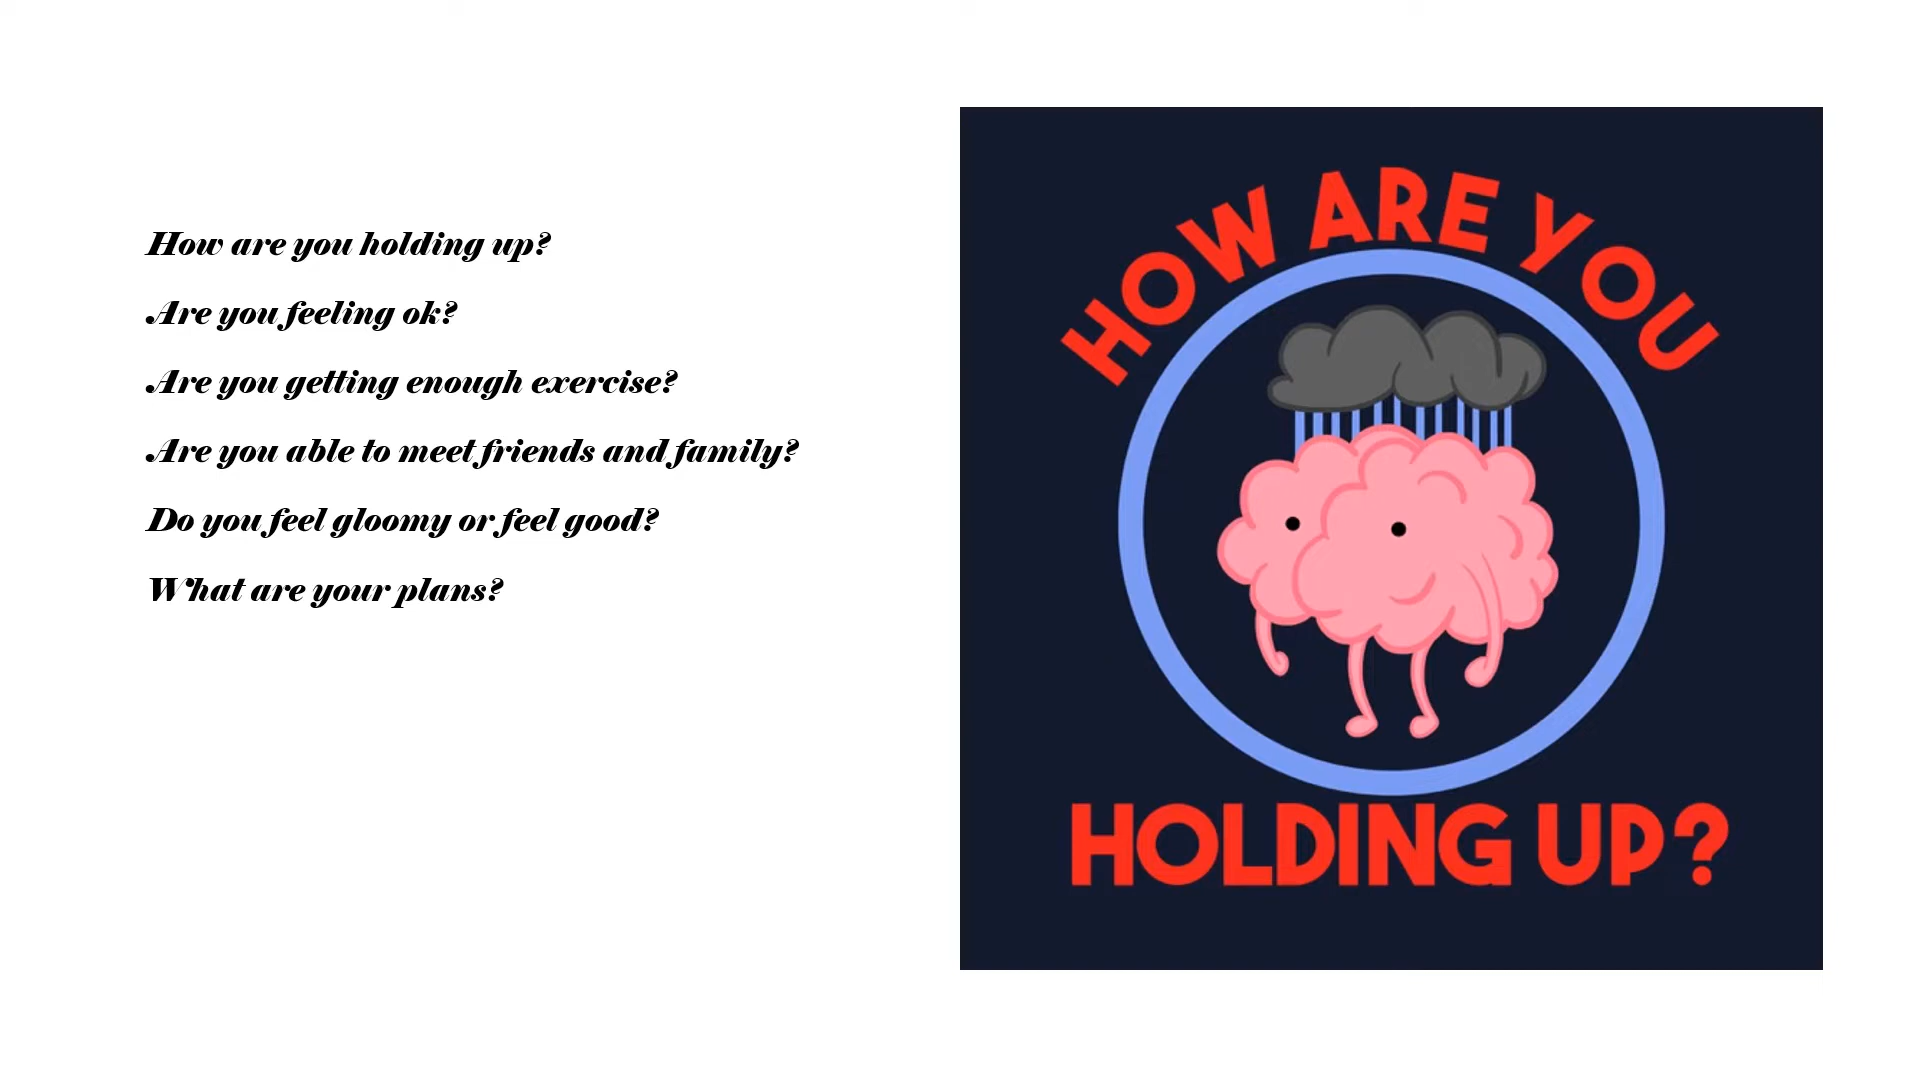 How are you holding up?
Are you feeling ok?
Are you getting enough exercise?
Are you able to meet friends and family?
Do you feel gloomy or feel good?
What are your plans?
HOW ARE YOU
HOLDING UP?